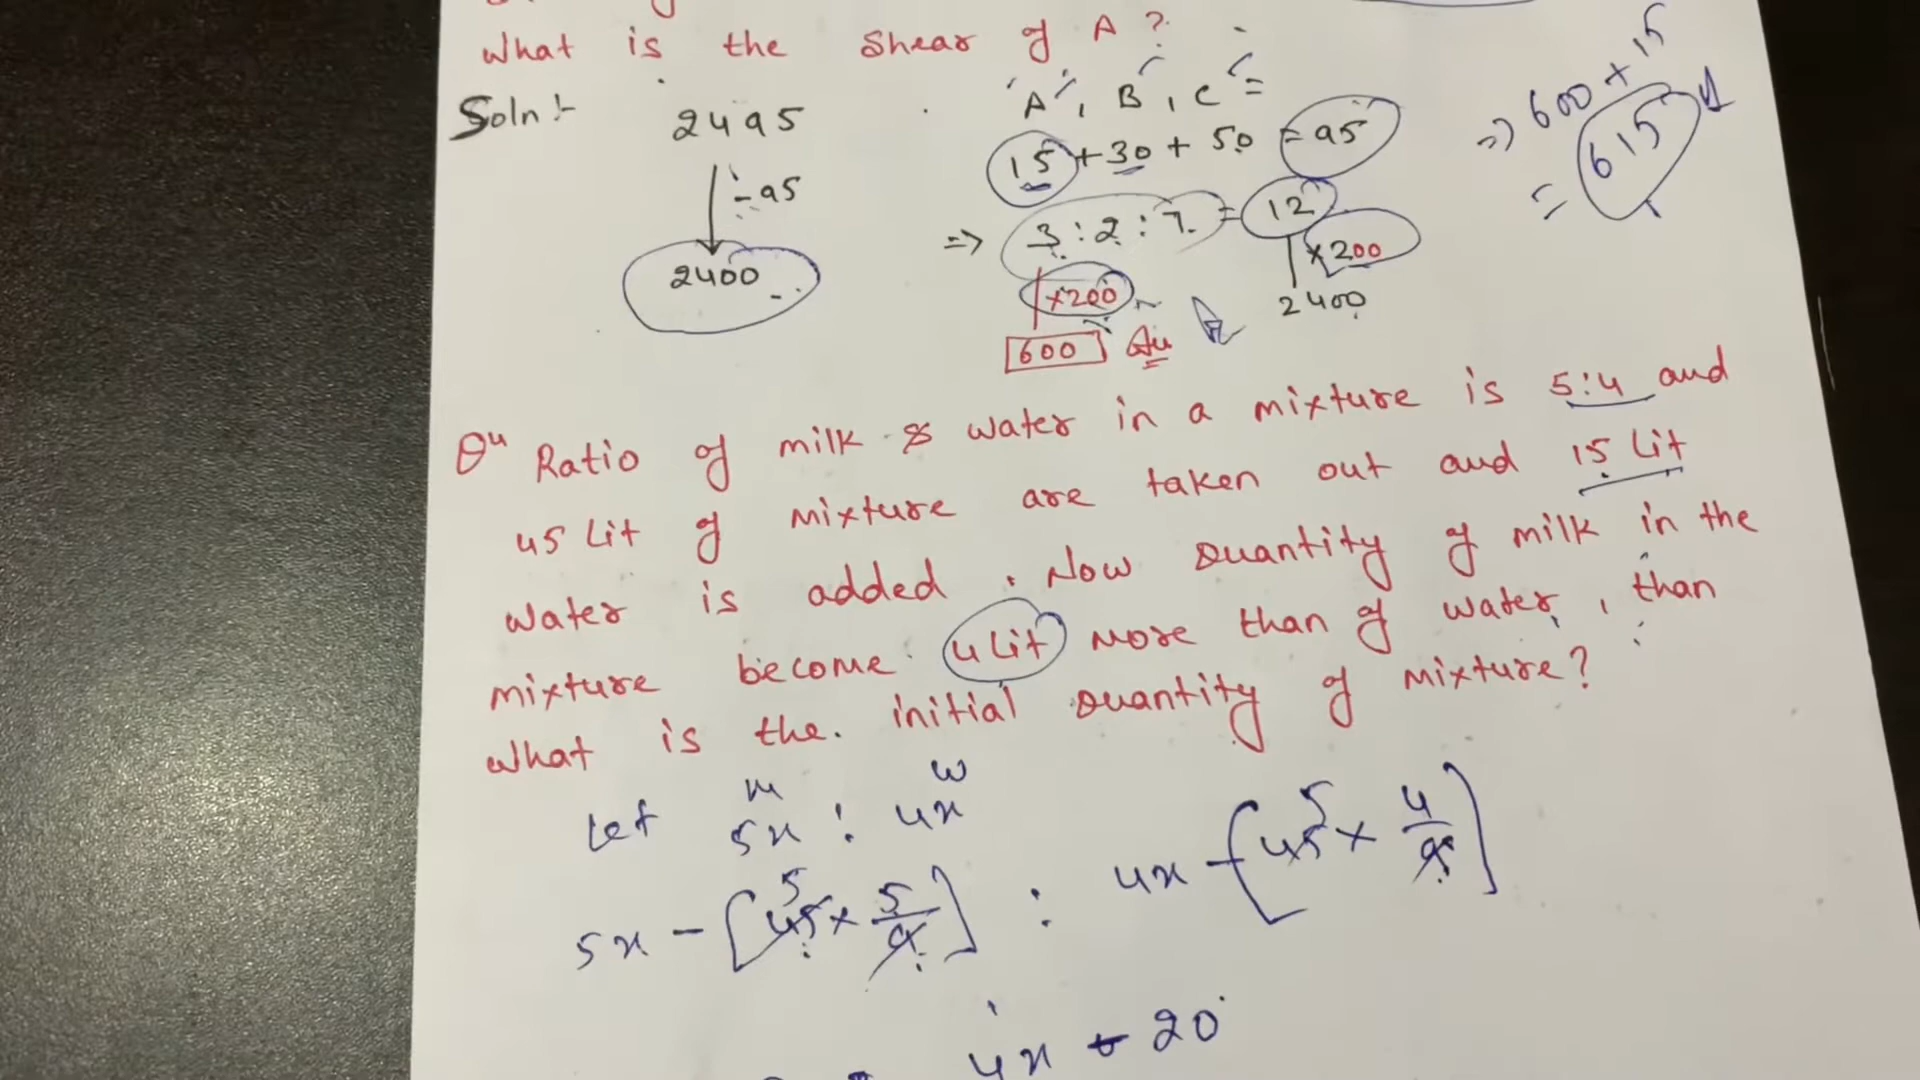 What is the Shear of A ?
Soln :-
2495
-95
2400
A , B , C =
15 + 30 + 50 = 95
=> 3 : 2 : 7 = 12
×200
×200
600
2400
=> 600 + 15
= 615
Qu Ratio of milk & water in a mixture is 5:4 and
45 Lit of mixture are taken out and 15 Lit
water is added . Now Quantity of milk in the
mixture become 4 Lit more than of water , than
what is the initial Quantity of mixture?
m w
Let 5x : 4x
5x - [45 × 5/9] : 4x - [45 × 4/9]
5 5
4x - 20